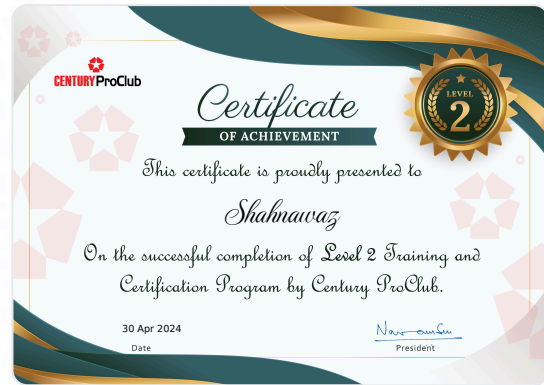 CENTURY ProClub
Certificate
OF ACHIEVEMENT
LEVEL
2
This certificate is proudly presented to
Shahnawaz
On the successful completion of Level 2 Training and
Certification Program by Century ProClub.
30 Apr 2024
Date
President